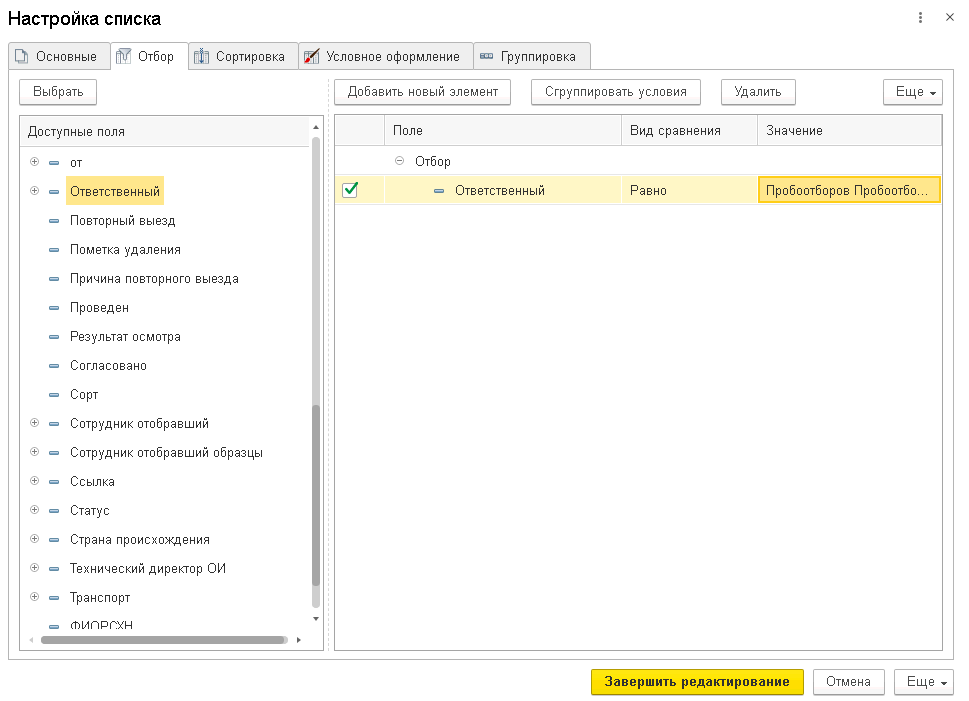 Настройка списка
Основные Отбор Сортировка Условное оформление Группировка
Выбрать Добавить новый элемент Сгруппировать условия Удалить Еще
Доступные поля
от
Ответственный
Повторный выезд
Пометка удаления
Причина повторного выезда
Проведен
Результат осмотра
Согласовано
Сорт
Сотрудник отобравший
Сотрудник отобравший образцы
Ссылка
Статус
Страна происхождения
Технический директор ОИ
Транспорт
ФИОРСХН
Поле Вид сравнения Значение
Отбор
Ответственный Равно Пробоотборов Пробоотбо...
Завершить редактирование Отмена Еще